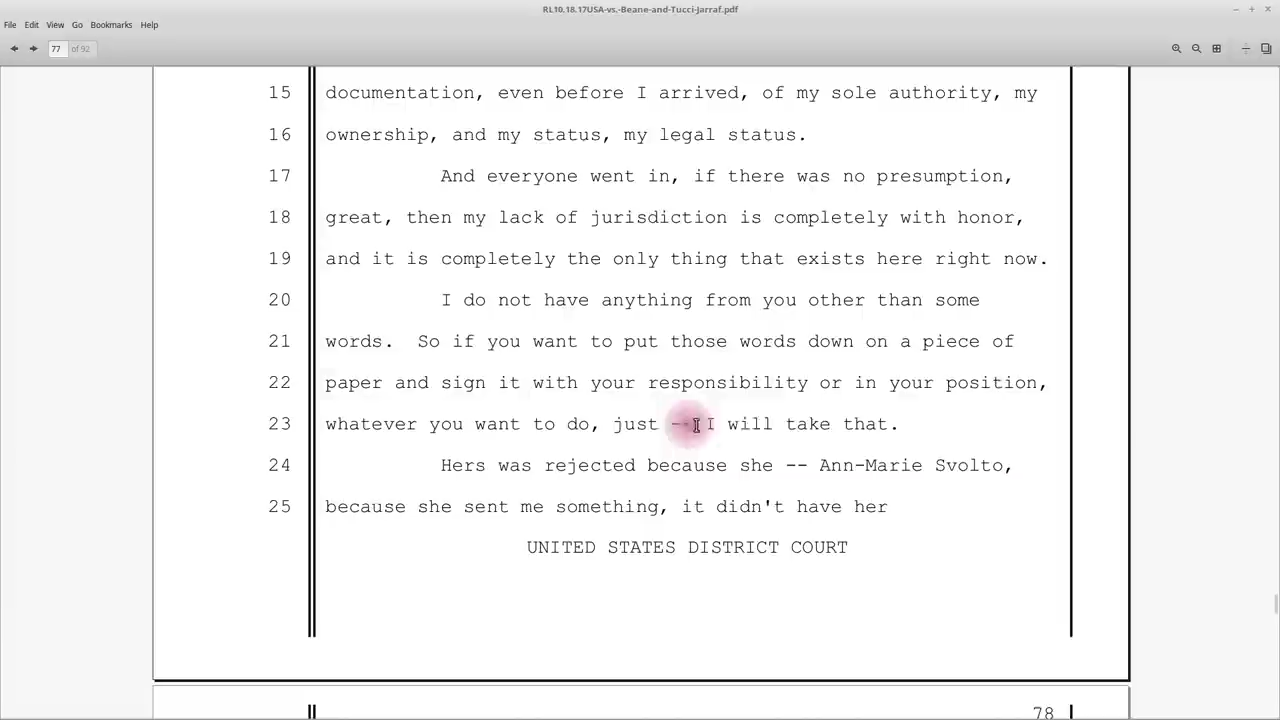 RL10.18.17USA-vs.-Beane-and-Tucci-Jarraf.pdf
File Edit View Go Bookmarks Help
77 of 92
15 documentation, even before I arrived, of my sole authority, my
16 ownership, and my status, my legal status.
17 And everyone went in, if there was no presumption,
18 great, then my lack of jurisdiction is completely with honor,
19 and it is completely the only thing that exists here right now.
20 I do not have anything from you other than some
21 words. So if you want to put those words down on a piece of
22 paper and sign it with your responsibility or in your position,
23 whatever you want to do, just -- I will take that.
24 Hers was rejected because she -- Ann-Marie Svolto,
25 because she sent me something, it didn't have her
UNITED STATES DISTRICT COURT
78